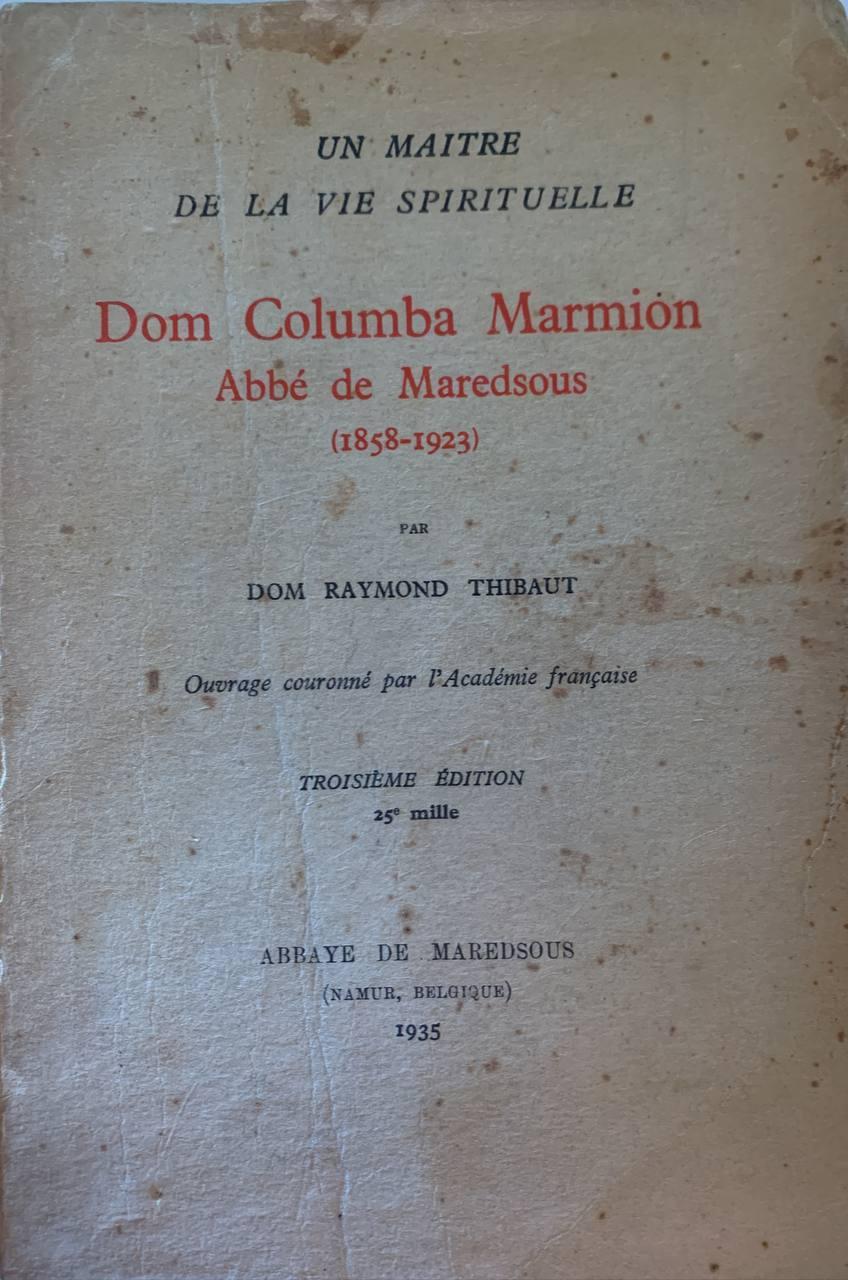 UN MAITRE
DE LA VIE SPIRITUELLE
Dom Columba Marmion
Abbé de Maredsous
(1858-1923)
PAR
DOM RAYMOND THIBAUT
Ouvrage couronné par l'Académie française
TROISIÈME ÉDITION
25e mille
ABBAYE DE MAREDSOUS
(NAMUR, BELGIQUE)
1935